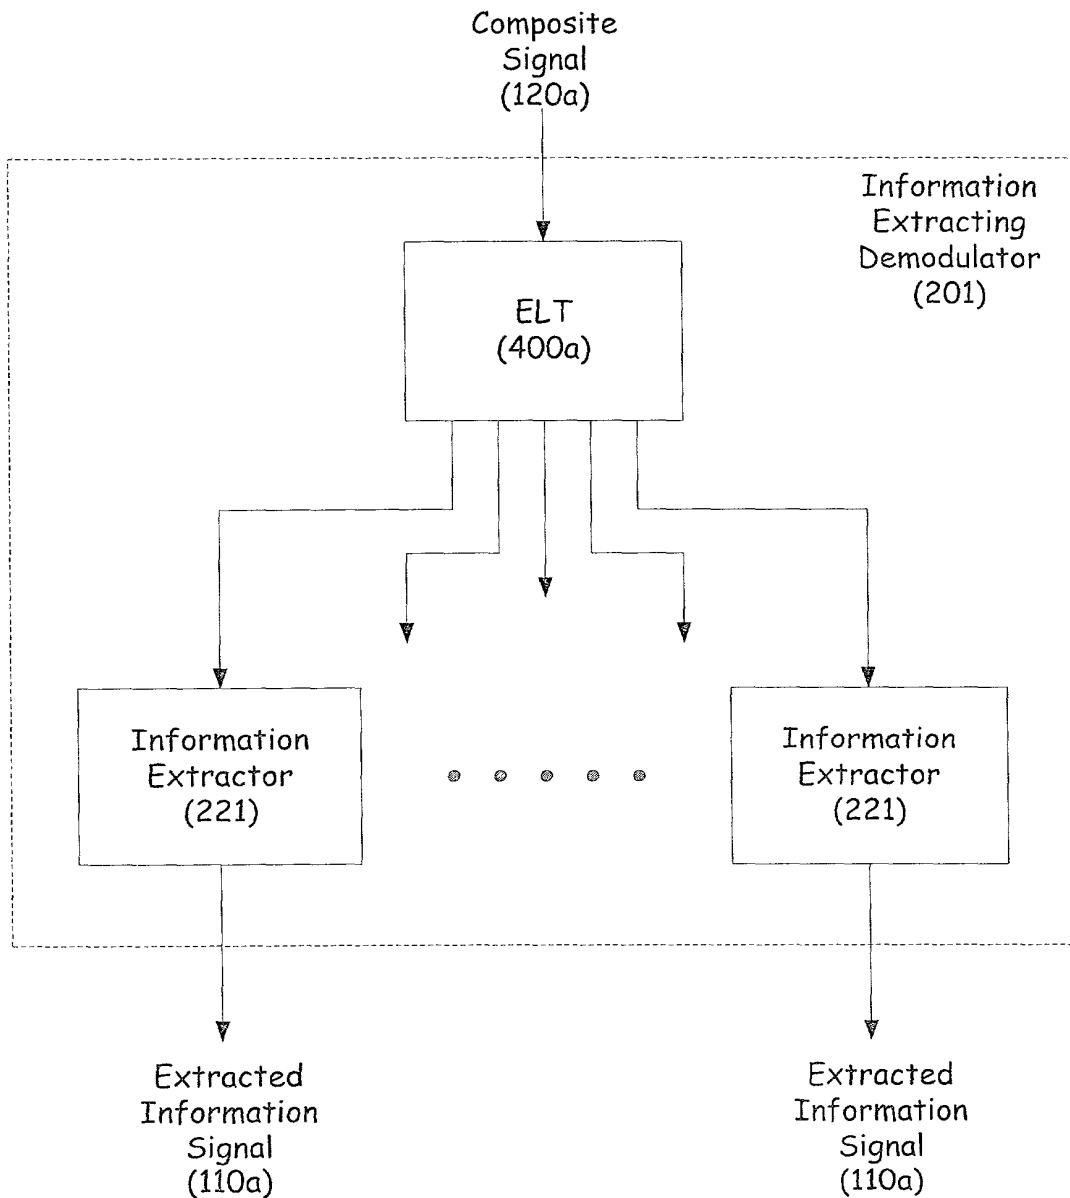 Composite
Signal
(120a)
Information
Extracting
Demodulator
(201)
ELT
(400a)
Information
Extractor
(221)
Information
Extractor
(221)
Extracted
Information
Signal
(110a)
Extracted
Information
Signal
(110a)